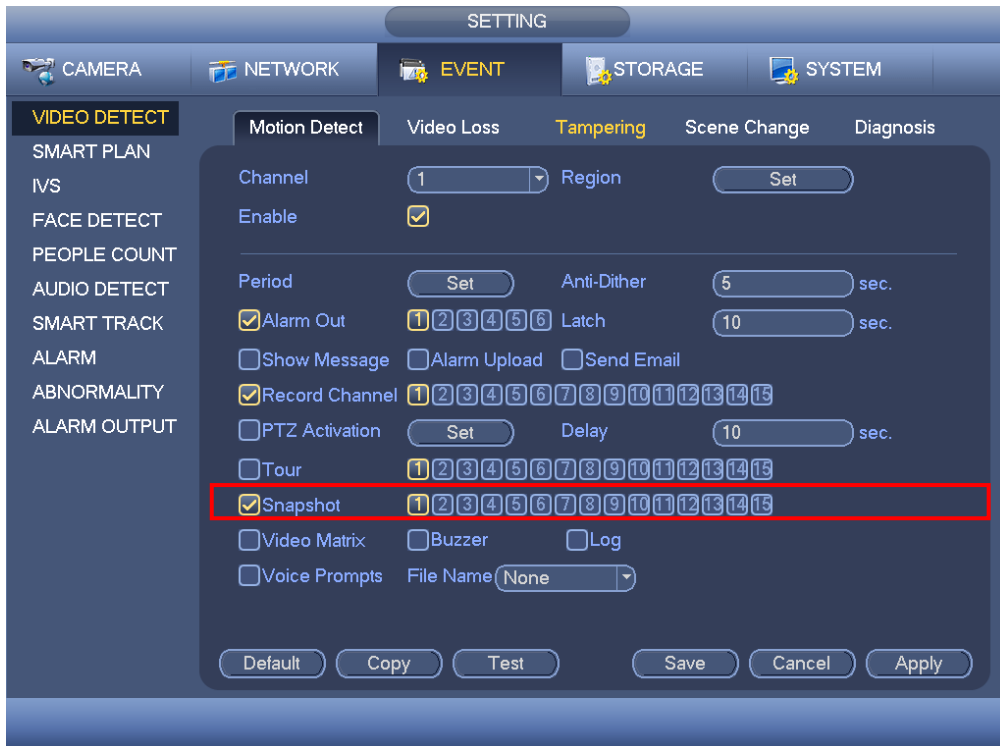 SETTING
CAMERA NETWORK EVENT STORAGE SYSTEM
VIDEO DETECT
SMART PLAN
IVS
FACE DETECT
PEOPLE COUNT
AUDIO DETECT
SMART TRACK
ALARM
ABNORMALITY
ALARM OUTPUT
Motion Detect Video Loss Tampering Scene Change Diagnosis
Channel 1 Region Set
Enable
Period Set Anti-Dither 5 sec.
Alarm Out 1 2 3 4 5 6 Latch 10 sec.
Show Message Alarm Upload Send Email
Record Channel 1 2 3 4 5 6 7 8 9 10 11 12 13 14 15
PTZ Activation Set Delay 10 sec.
Tour 1 2 3 4 5 6 7 8 9 10 11 12 13 14 15
Snapshot 1 2 3 4 5 6 7 8 9 10 11 12 13 14 15
Video Matrix Buzzer Log
Voice Prompts File Name None
Default Copy Test Save Cancel Apply